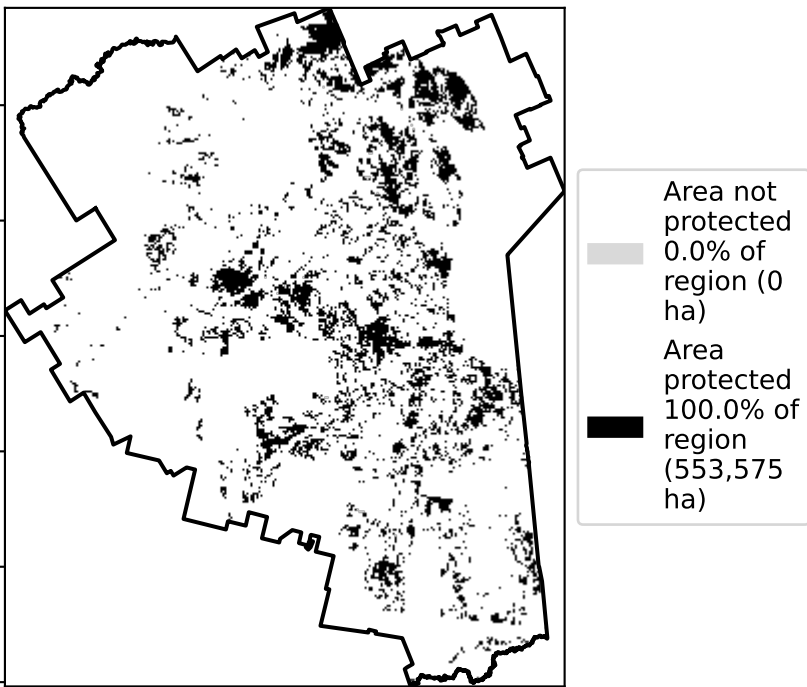 Area not
protected
0.0% of
region (0
ha)
Area
protected
100.0% of
region
(553,575
ha)